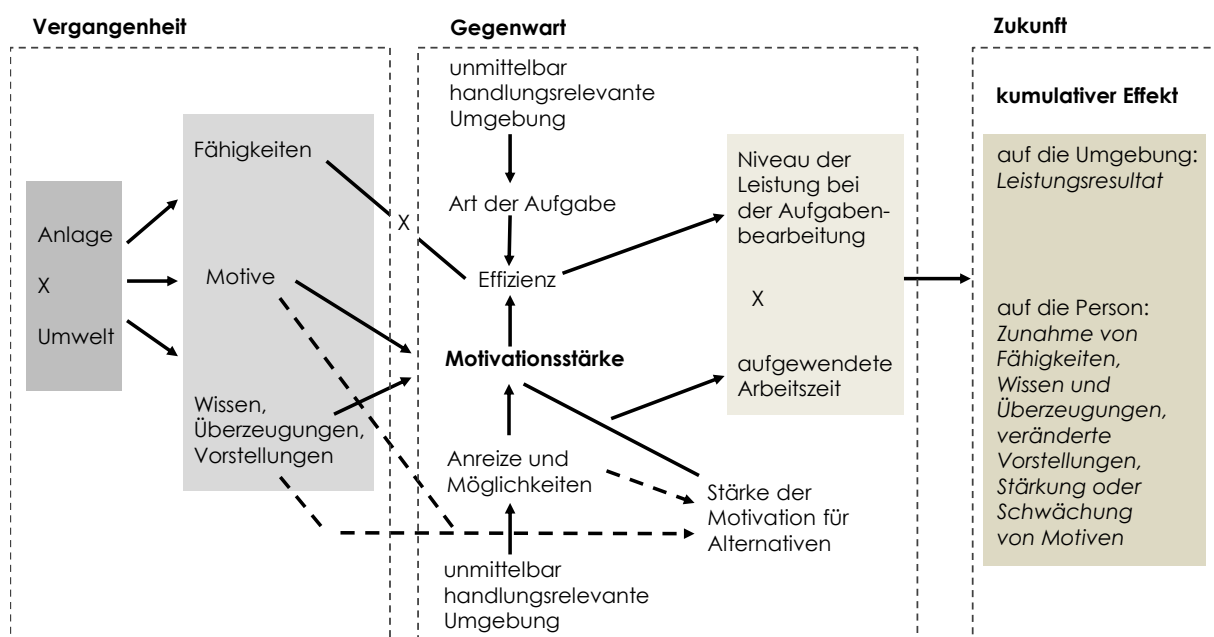 Vergangenheit
Anlage
X
Umwelt
Fähigkeiten
Motive
Wissen,
Überzeugungen,
Vorstellungen
X
Gegenwart
unmittelbar
handlungsrelevante
Umgebung
Art der Aufgabe
Effizienz
Motivationsstärke
Anreize und
Möglichkeiten
unmittelbar
handlungsrelevante
Umgebung
Stärke der
Motivation für
Alternativen
Niveau der
Leistung bei
der Aufgaben-
bearbeitung
X
aufgewendete
Arbeitszeit
Zukunft
kumulativer Effekt
auf die Umgebung:
Leistungsresultat
auf die Person:
Zunahme von
Fähigkeiten,
Wissen und
Überzeugungen,
veränderte
Vorstellungen,
Stärkung oder
Schwächung
von Motiven